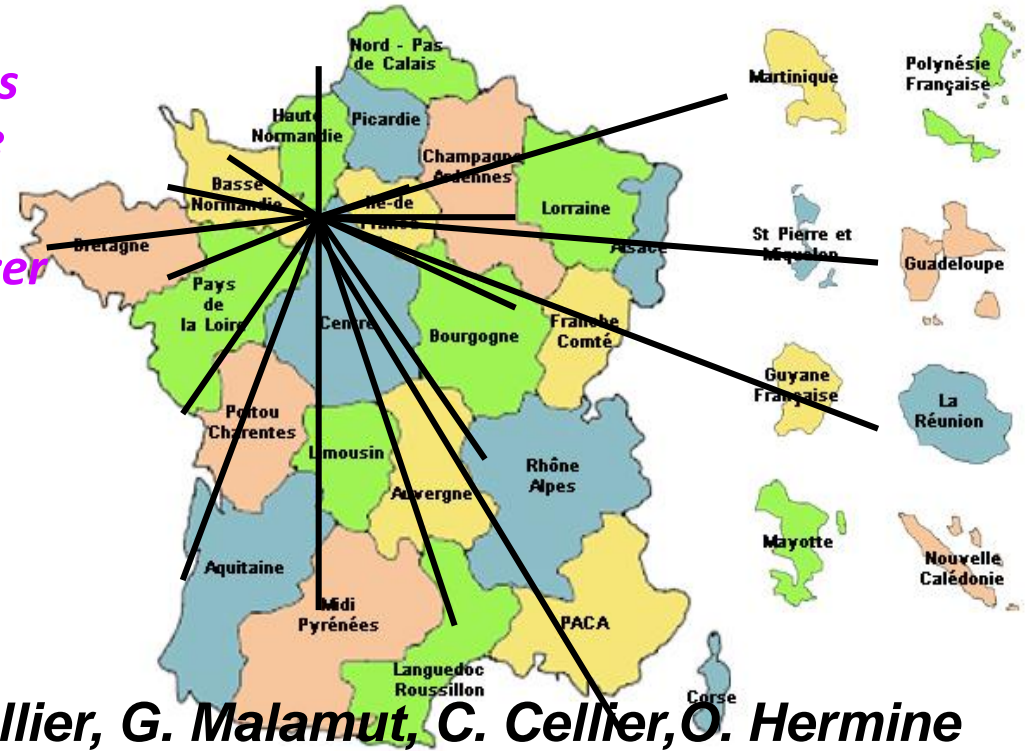 Nord - Pas
de Calais
Haute
Normandie
Picardie
Champagne
Ardennes
Basse
Normandie
Ile-de
France
Lorraine
Alsace
Bretagne
Pays
de
la Loire
Centre
Bourgogne
Franche
Comté
Poitou
Charentes
Limousin
Auvergne
Rhône
Alpes
Aquitaine
Midi
Pyrénées
Languedoc
Roussillon
PACA
Corse
Martinique
Polynésie
Française
St Pierre et
Miquelon
Guadeloupe
Guyane
Française
La
Réunion
Mayotte
Nouvelle
Calédonie
llier, G. Malamut, C. Cellier,O. Hermine